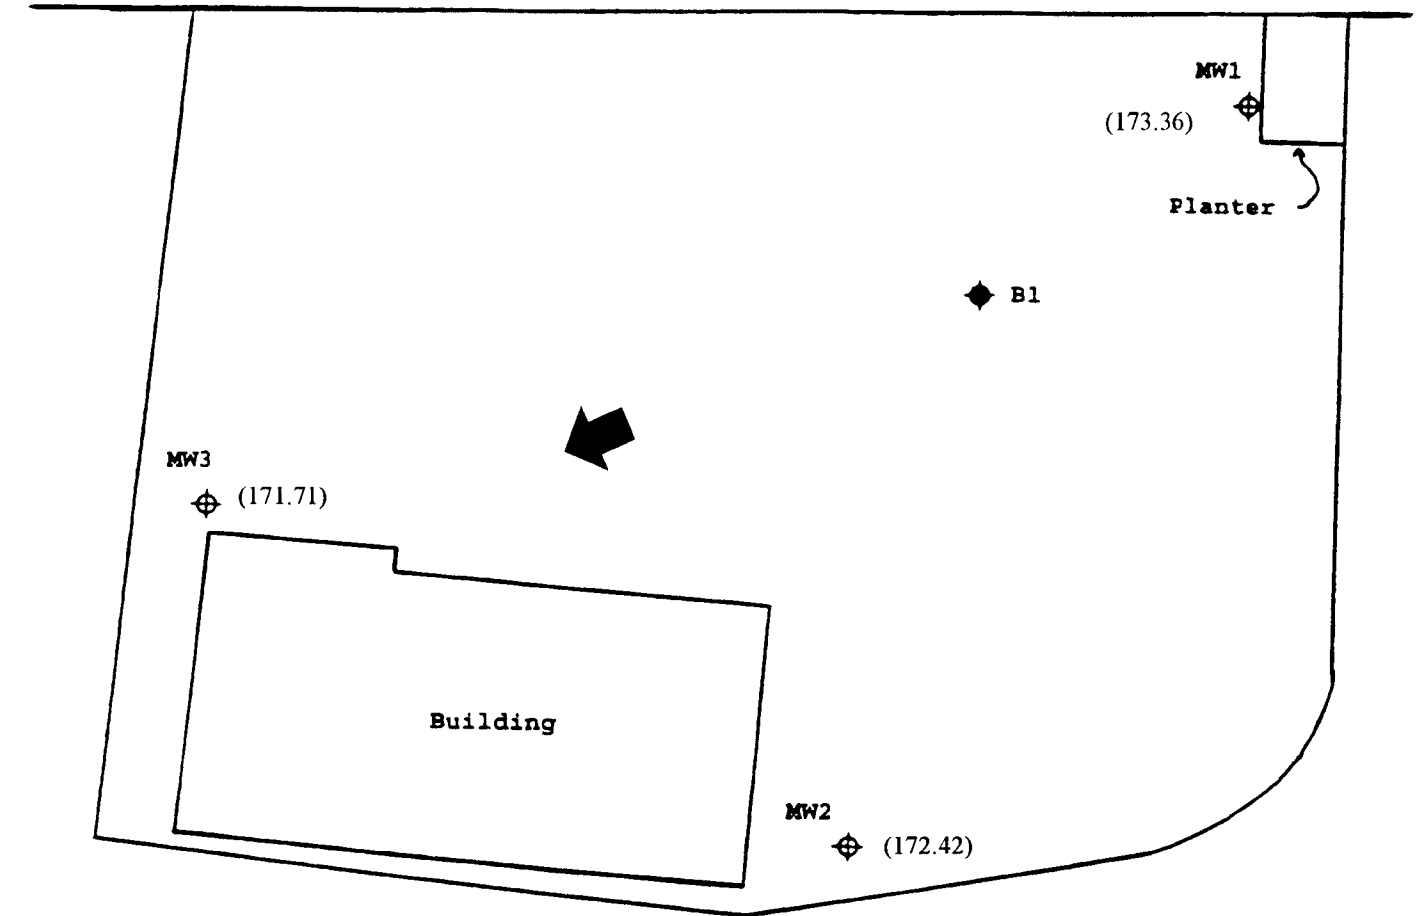 MW1
(173.36)
Planter
B1
MW3
(171.71)
Building
MW2
(172.42)